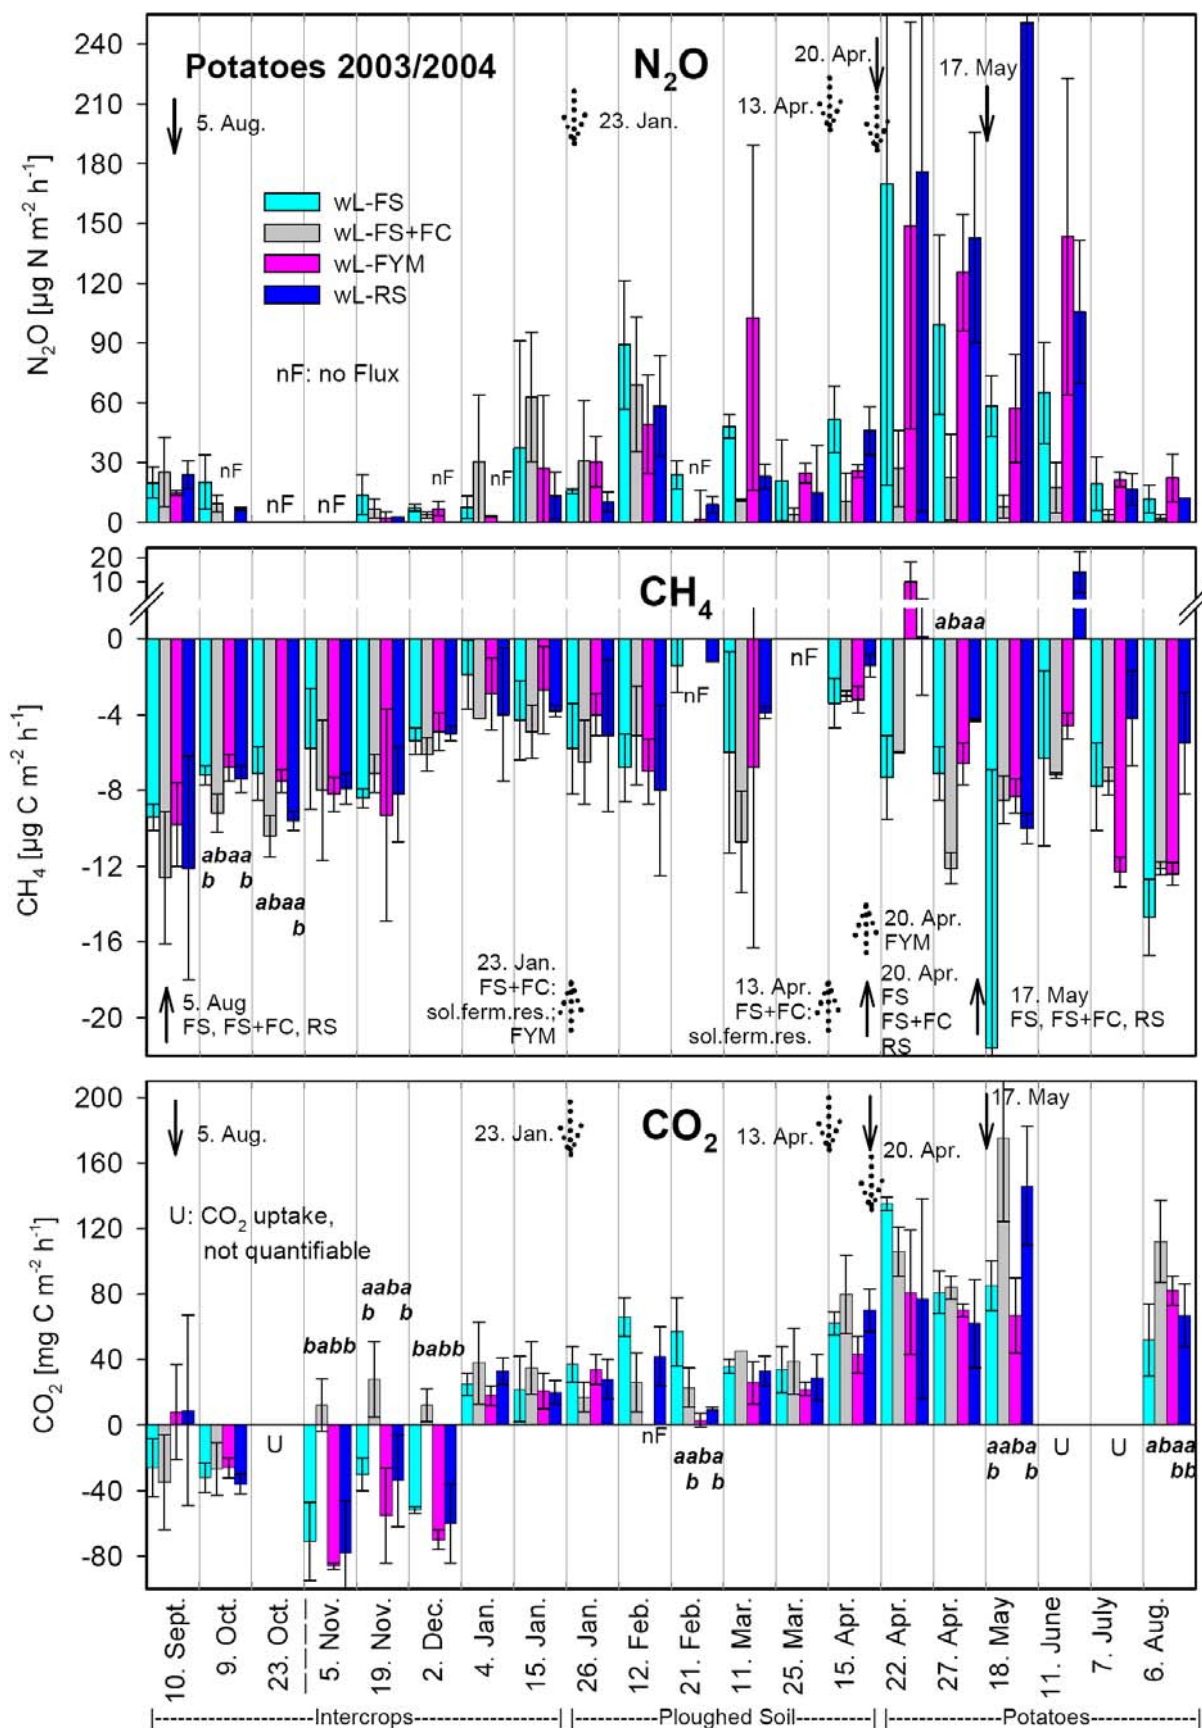 Potatoes 2003/2004
N2O
20. Apr.
17. May
13. Apr.
23. Jan.
5. Aug.
240
210
180
150
120
90
60
30
0
N2O [µg N m-2 h-1]
wL-FS
wL-FS+FC
wL-FYM
wL-RS
nF: no Flux
nF
nF
nF
nF
nF
nF
CH4
20
10
0
-4
-8
-12
-16
-20
CH4 [µg C m-2 h-1]
abaa
nF
nF
abaa
b b
abaa
b
20. Apr.
FYM
23. Jan.
FS+FC:
sol.ferm.res.;
FYM
13. Apr.
FS+FC:
sol.ferm.res.
20. Apr.
FS
FS+FC
RS
5. Aug
FS, FS+FC, RS
17. May
FS, FS+FC, RS
CO2
200
160
120
80
40
0
-40
-80
CO2 [mg C m-2 h-1]
17. May
5. Aug.
23. Jan.
13. Apr.
20. Apr.
U: CO2 uptake,
not quantifiable
aaba
b b
babb
babb
U
nF
aaba
b b
aaba
b b
U
U
abaa
bb
10. Sept.
9. Oct.
23. Oct
5. Nov.
19. Nov.
2. Dec.
4. Jan.
15. Jan.
26. Jan.
12. Feb.
21. Feb.
11. Mar.
25. Mar.
15. Apr.
22. Apr.
27. Apr.
18. May
11. June
7. July
6. Aug.
|----------------Intercrops----------------|
|---------Ploughed Soil--------|
|----------------Potatoes----------------|